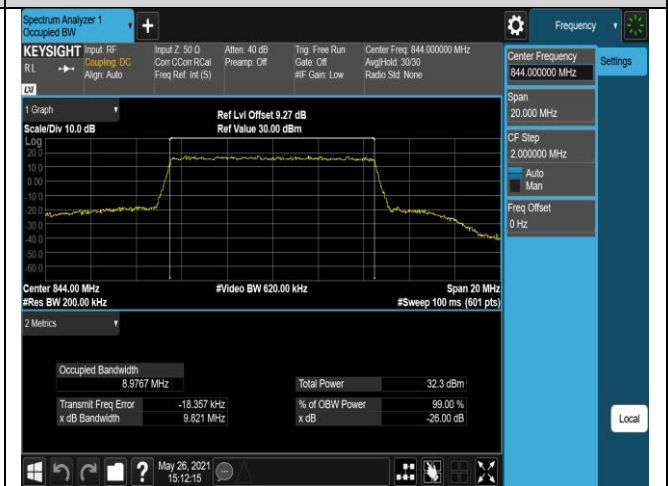 Spectrum Analyzer 1
Occupied BW
+
Frequency
KEYSIGHT
RL
LXI
Input: RF
Coupling: DC
Align: Auto
Input Z: 50 Ω
Corr CCorr RCal
Freq Ref: Int (S)
Atten: 40 dB
Preamp: Off
Trig: Free Run
Gate: Off
#IF Gain: Low
Center Freq: 844.000000 MHz
Avg|Hold: 30/30
Radio Std: None
Center Frequency
844.000000 MHz
Settings
Span
20.000 MHz
CF Step
2.000000 MHz
Auto
Man
Freq Offset
0 Hz
Local
1 Graph
Scale/Div 10.0 dB
Ref Lvl Offset 9.27 dB
Ref Value 30.00 dBm
Log
20.0
10.0
0.00
-10.0
-20.0
-30.0
-40.0
-50.0
-60.0
Center 844.00 MHz
#Video BW 620.00 kHz
Span 20 MHz
#Res BW 200.00 kHz
#Sweep 100 ms (601 pts)
2 Metrics
Occupied Bandwidth
8.9767 MHz
Total Power 32.3 dBm
Transmit Freq Error -18.357 kHz
% of OBW Power 99.00 %
x dB Bandwidth 9.821 MHz
x dB -26.00 dB
?
May 26, 2021
15:12:15